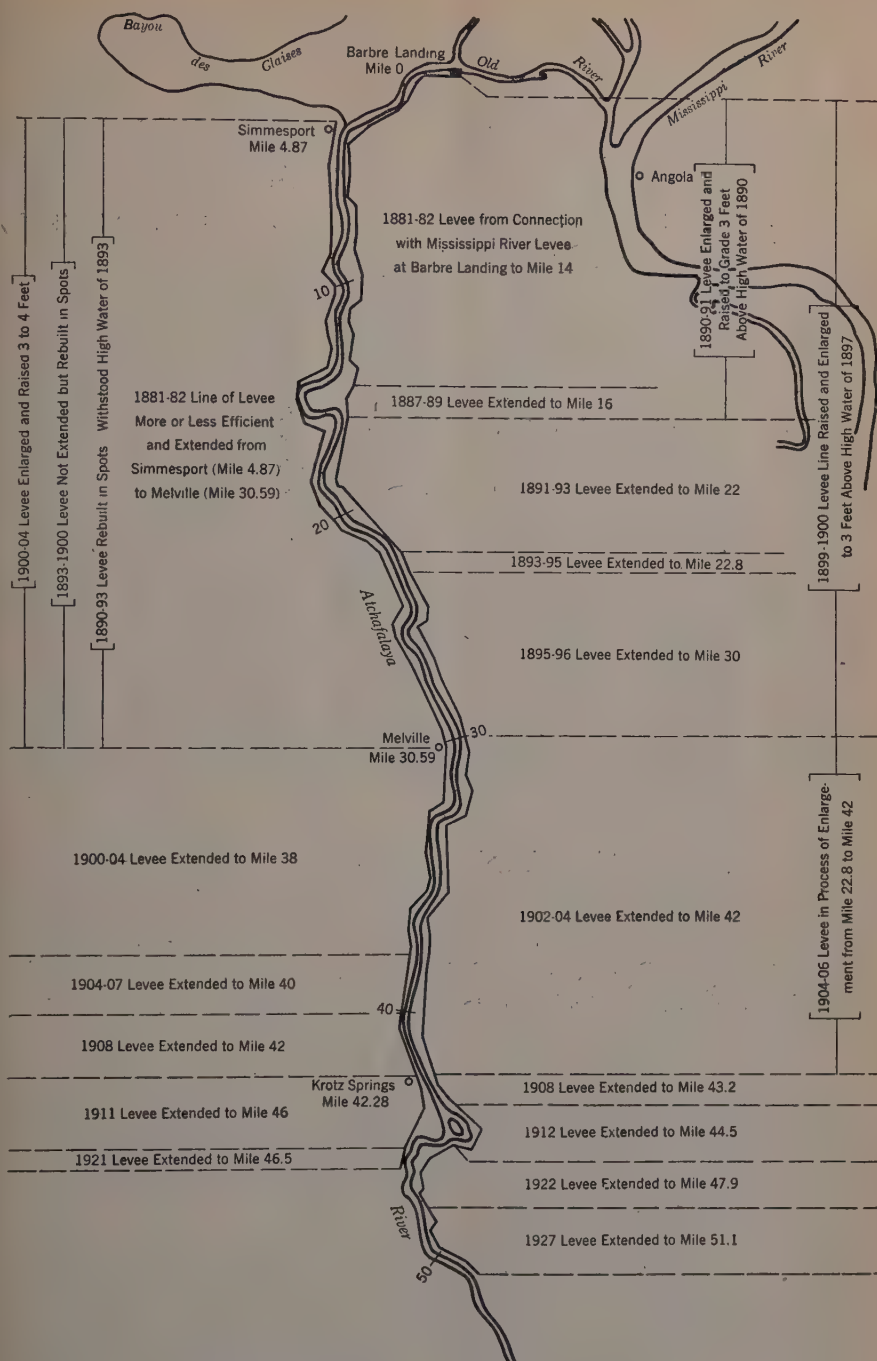 Bayou
des
Glaises
Barbre Landing
Mile 0
Old
River
Mississippi
River
Simmesport
Mile 4.87
Angola
1881-82 Levee from Connection
with Mississippi River Levee
at Barbre Landing to Mile 14
1890-91 Levee Enlarged and
Raised to Grade 3 Feet
Above High Water of 1890
1900-04 Levee Enlarged and Raised 3 to 4 Feet
1893-1900 Levee Not Extended but Rebuilt in Spots
1890-93 Levee Rebuilt in Spots Withstood High Water of 1893
10
1881-82 Line of Levee
More or Less Efficient
and Extended from
Simmesport (Mile 4.87)
to Melville (Mile 30.59)
1887-89 Levee Extended to Mile 16
1899-1900 Levee Line Raised and Enlarged
to 3 Feet Above High Water of 1897
1891-93 Levee Extended to Mile 22
20
1893-95 Levee Extended to Mile 22.8
Atchafalaya
1895-96 Levee Extended to Mile 30
Melville
Mile 30.59
30
1900-04 Levee Extended to Mile 38
1902-04 Levee Extended to Mile 42
1904-06 Levee in Process of Enlarge-
ment from Mile 22.8 to Mile 42
1904-07 Levee Extended to Mile 40
40
1908 Levee Extended to Mile 42
Krotz Springs
Mile 42.28
1908 Levee Extended to Mile 43.2
1911 Levee Extended to Mile 46
1912 Levee Extended to Mile 44.5
1921 Levee Extended to Mile 46.5
1922 Levee Extended to Mile 47.9
River
1927 Levee Extended to Mile 51.1
50